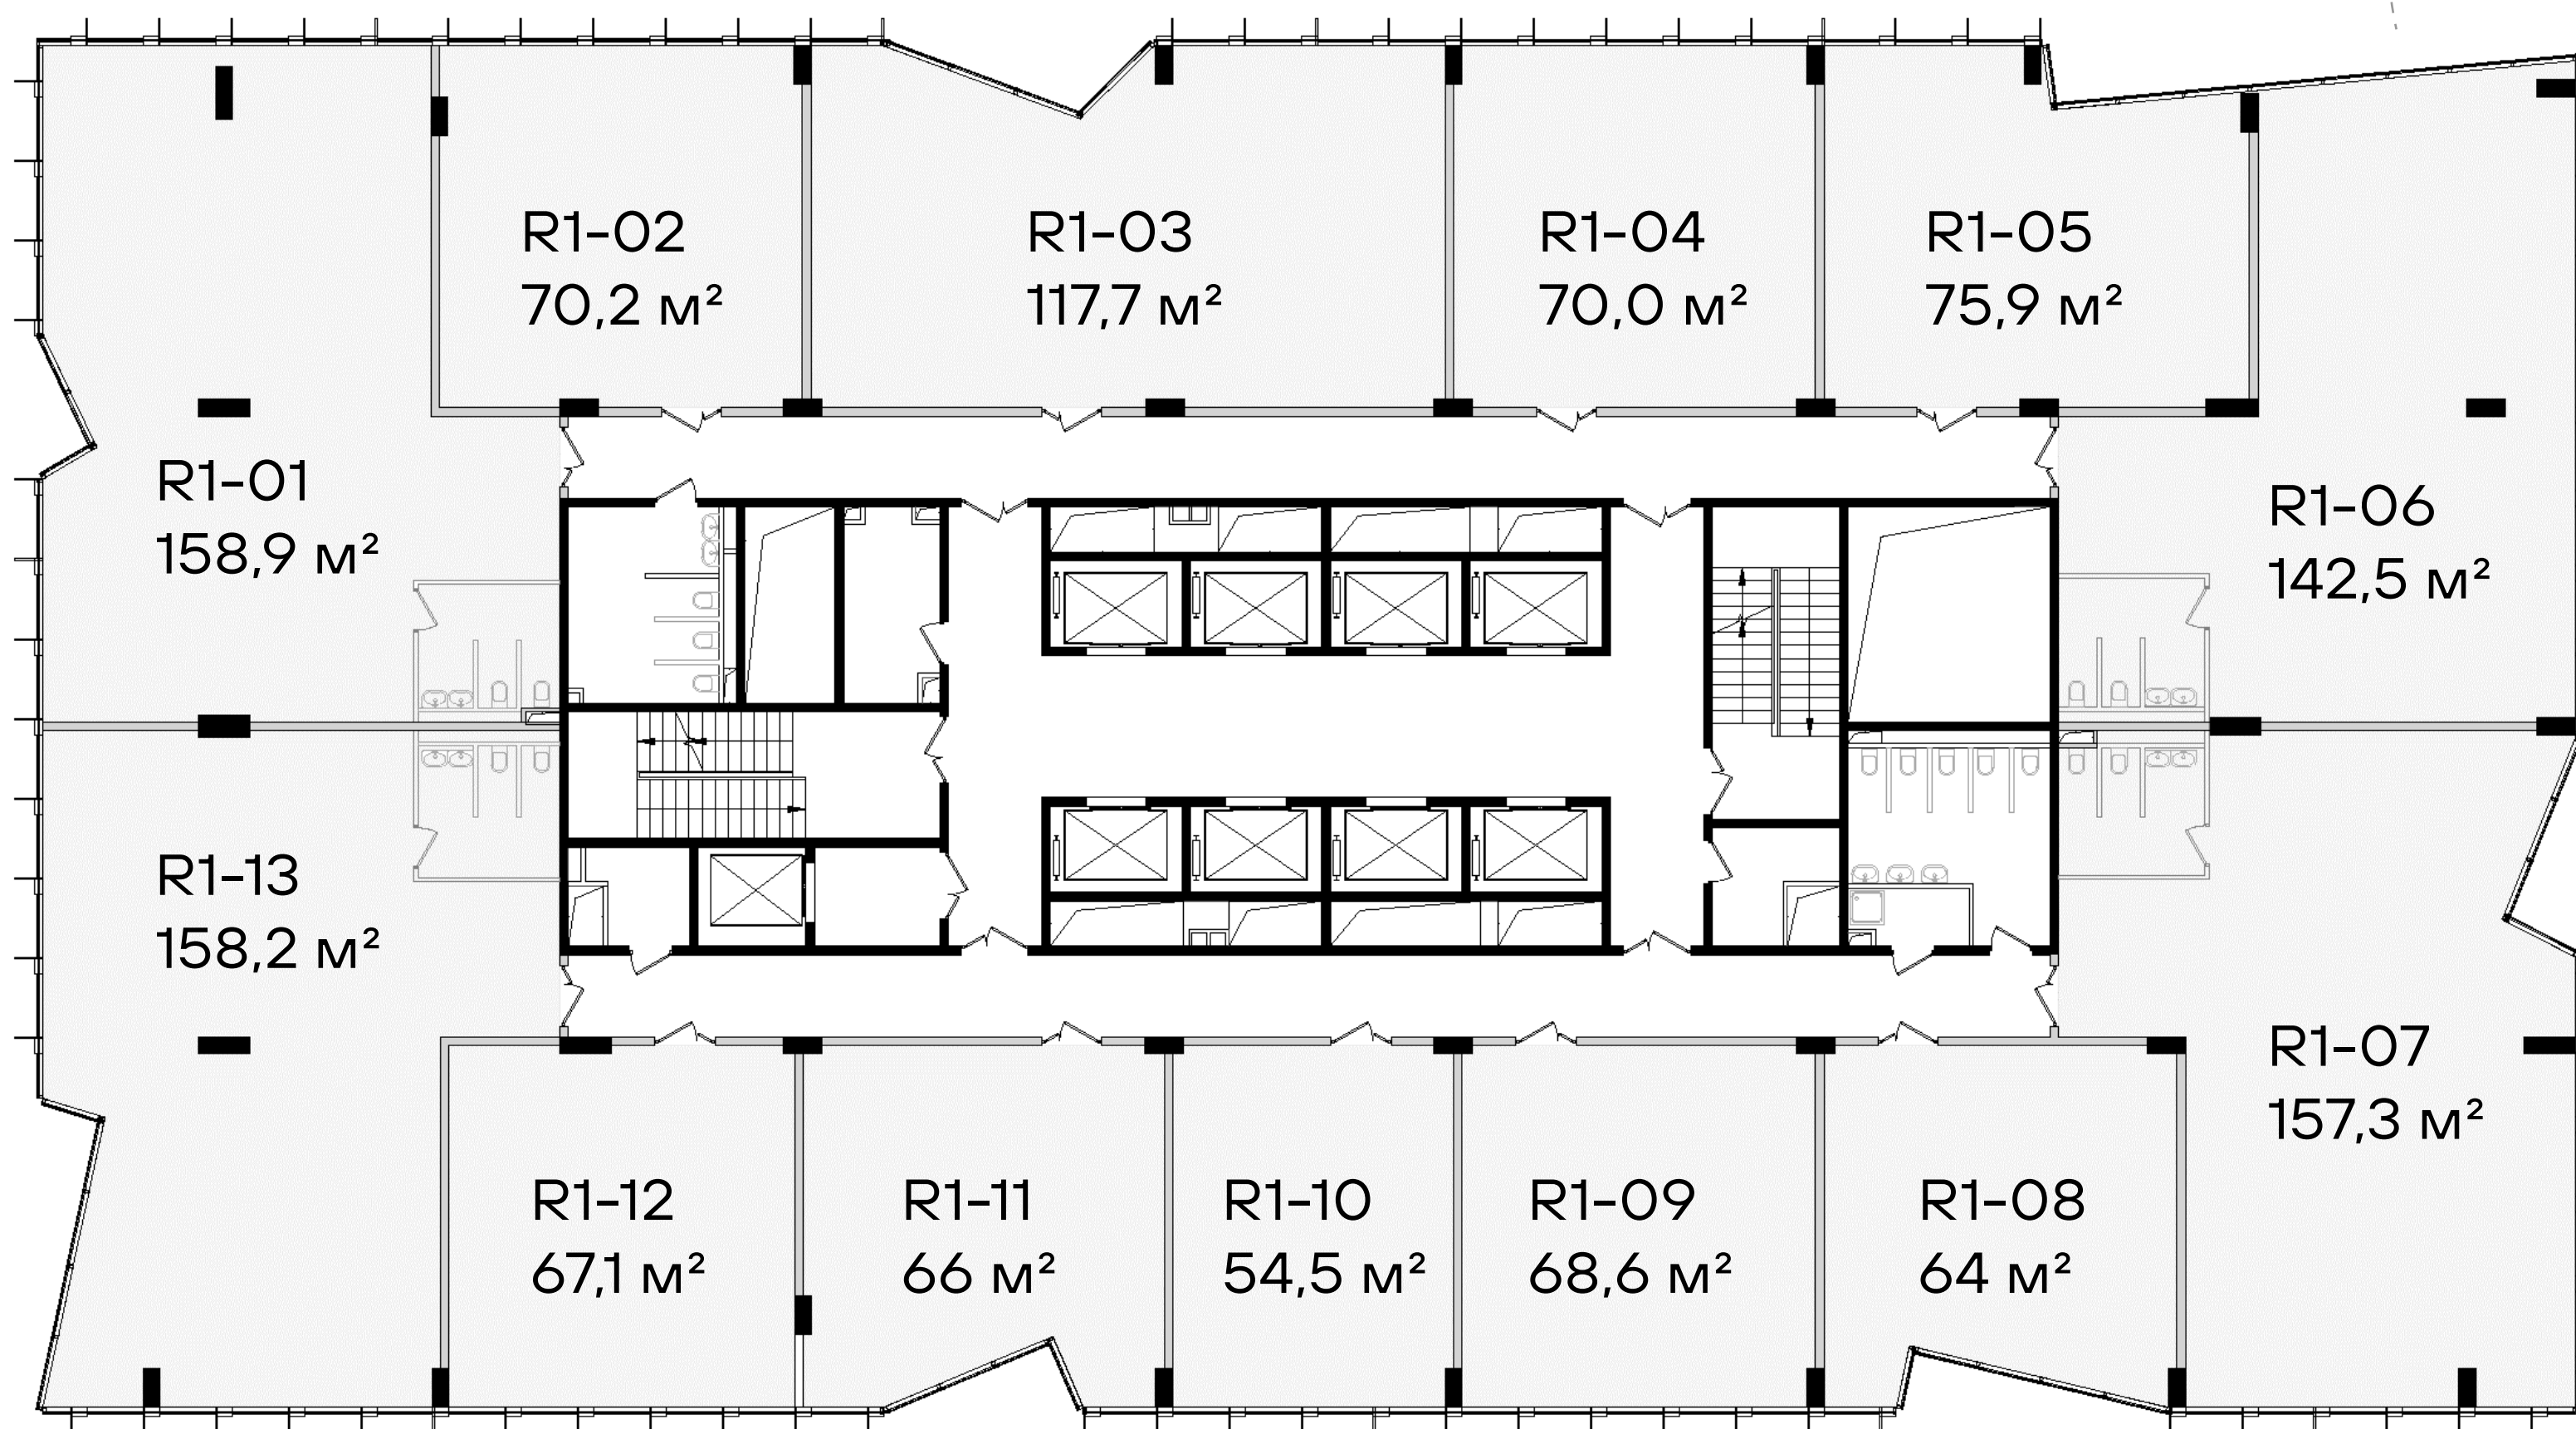 R1-02
70,2 м²
R1-03
117,7 м²
R1-04
70,0 м²
R1-05
75,9 м²
R1-01
158,9 м²
R1-06
142,5 м²
R1-13
158,2 м²
R1-07
157,3 м²
R1-12
67,1 м²
R1-11
66 м²
R1-10
54,5 м²
R1-09
68,6 м²
R1-08
64 м²